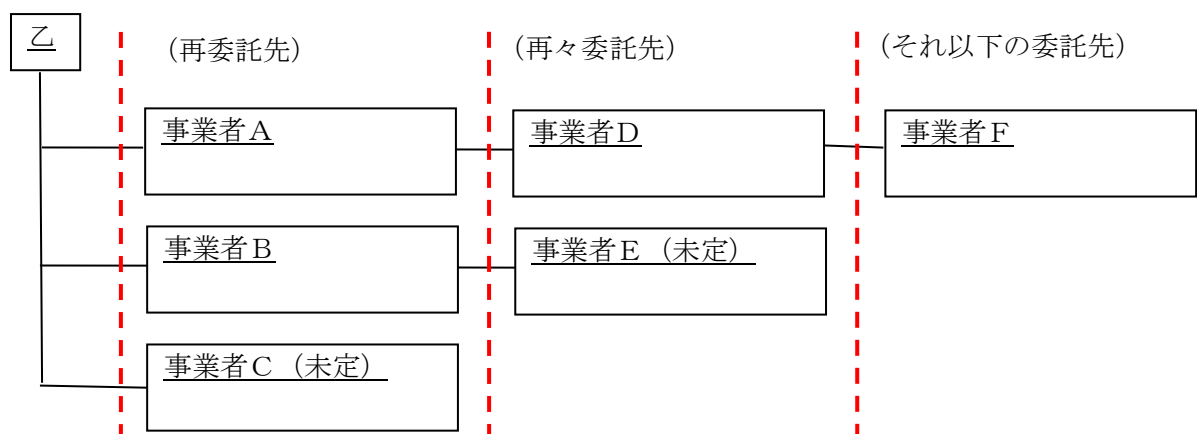 乙
（再委託先）
（再々委託先）
（それ以下の委託先）
事業者Ａ
事業者Ｄ
事業者Ｆ
事業者Ｂ
事業者Ｅ（未定）
事業者Ｃ（未定）